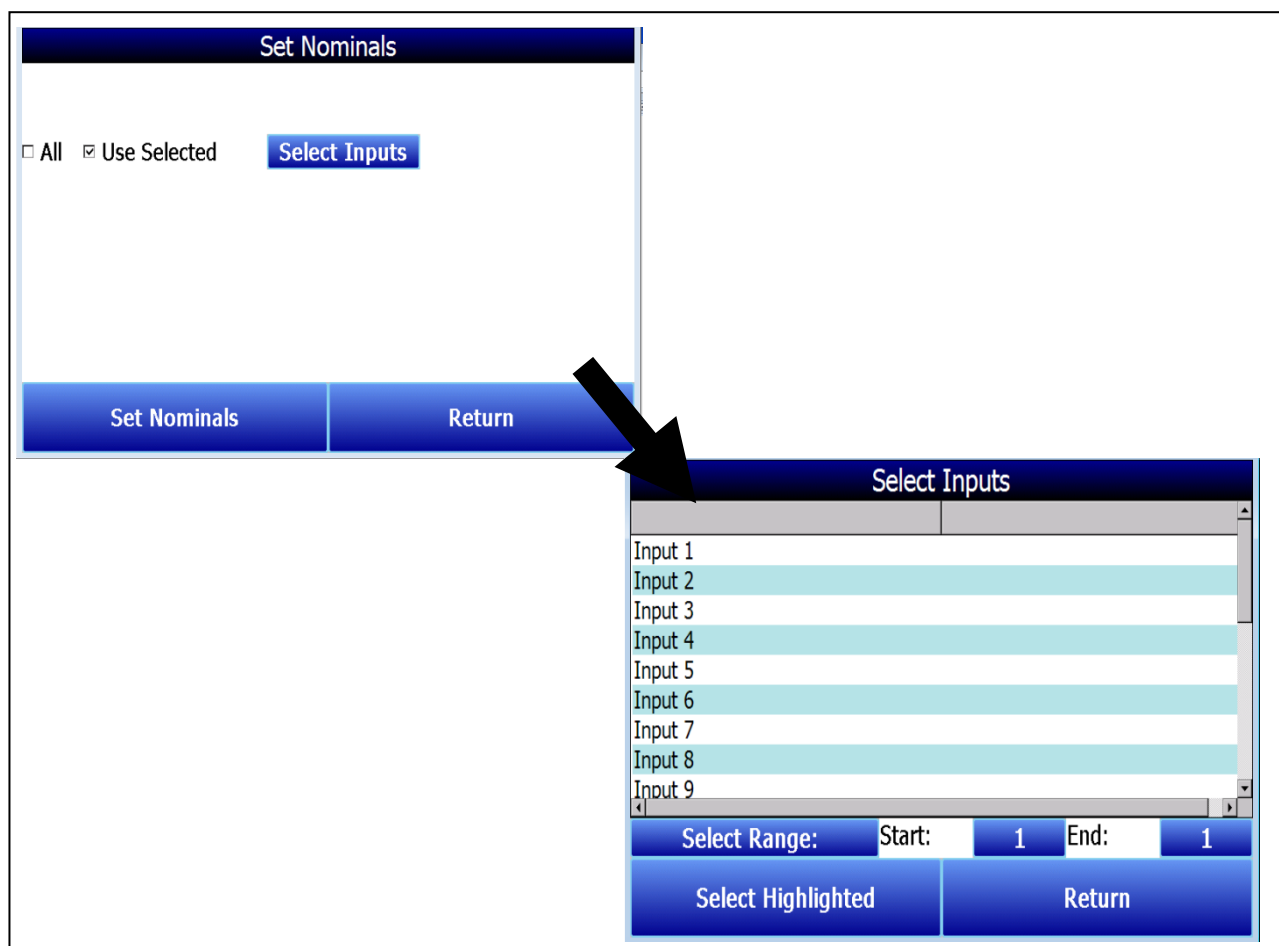 Set Nominals
All Use Selected Select Inputs
Set Nominals Return
Select Inputs
Input 1
Input 2
Input 3
Input 4
Input 5
Input 6
Input 7
Input 8
Input 9
Select Range: Start: 1 End: 1
Select Highlighted Return